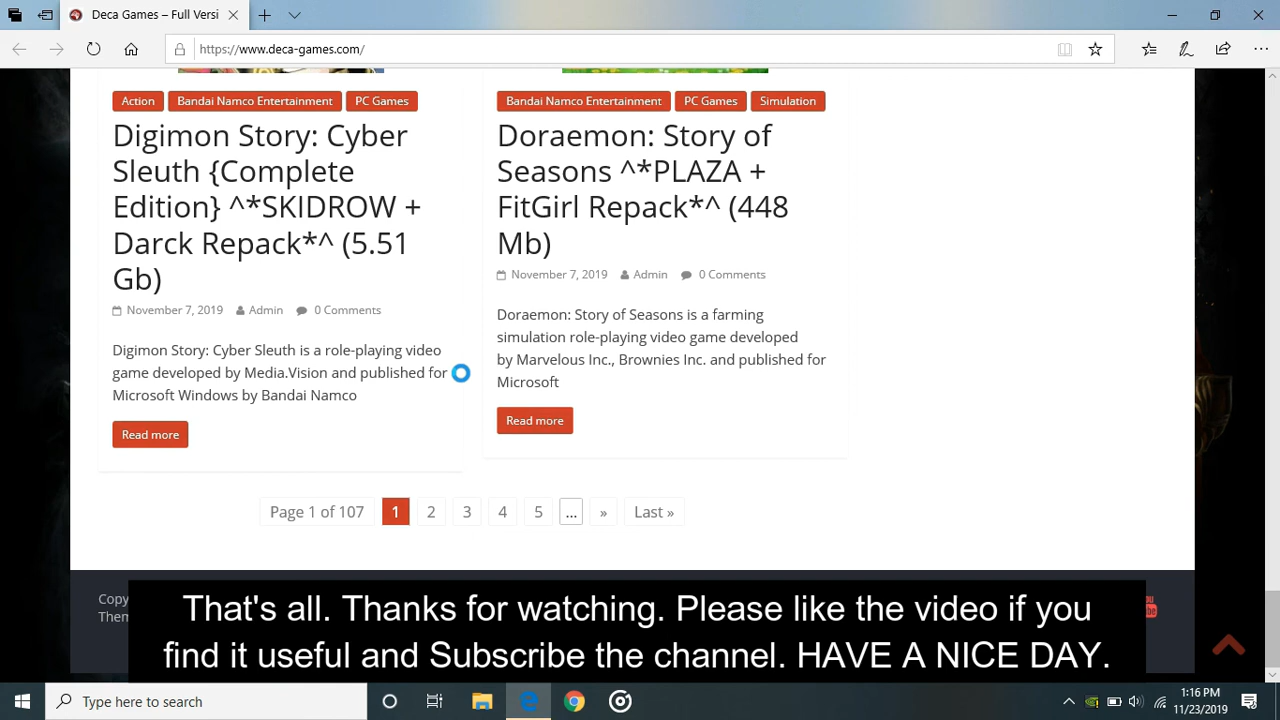 Deca Games – Full Versi
https://www.deca-games.com/
Action Bandai Namco Entertainment PC Games
Digimon Story: Cyber
Sleuth {Complete
Edition} ^*SKIDROW +
Darck Repack*^ (5.51
Gb)
November 7, 2019 Admin 0 Comments
Digimon Story: Cyber Sleuth is a role-playing video
game developed by Media.Vision and published for
Microsoft Windows by Bandai Namco
Read more
Bandai Namco Entertainment PC Games Simulation
Doraemon: Story of
Seasons ^*PLAZA +
FitGirl Repack*^ (448
Mb)
November 7, 2019 Admin 0 Comments
Doraemon: Story of Seasons is a farming
simulation role-playing video game developed
by Marvelous Inc., Brownies Inc. and published for
Microsoft
Read more
Page 1 of 107 1 2 3 4 5 ... » Last »
Copy
Them
That's all. Thanks for watching. Please like the video if you
find it useful and Subscribe the channel. HAVE A NICE DAY.
Type here to search
1:16 PM
11/23/2019